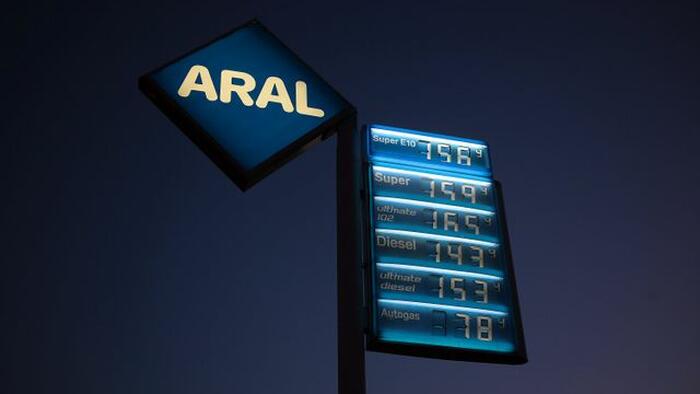 ARAL
Super E10 156 9
Super 159 9
ultimate
102 165 9
Diesel 143 9
ultimate
diesel 153 9
Autogas 78 9